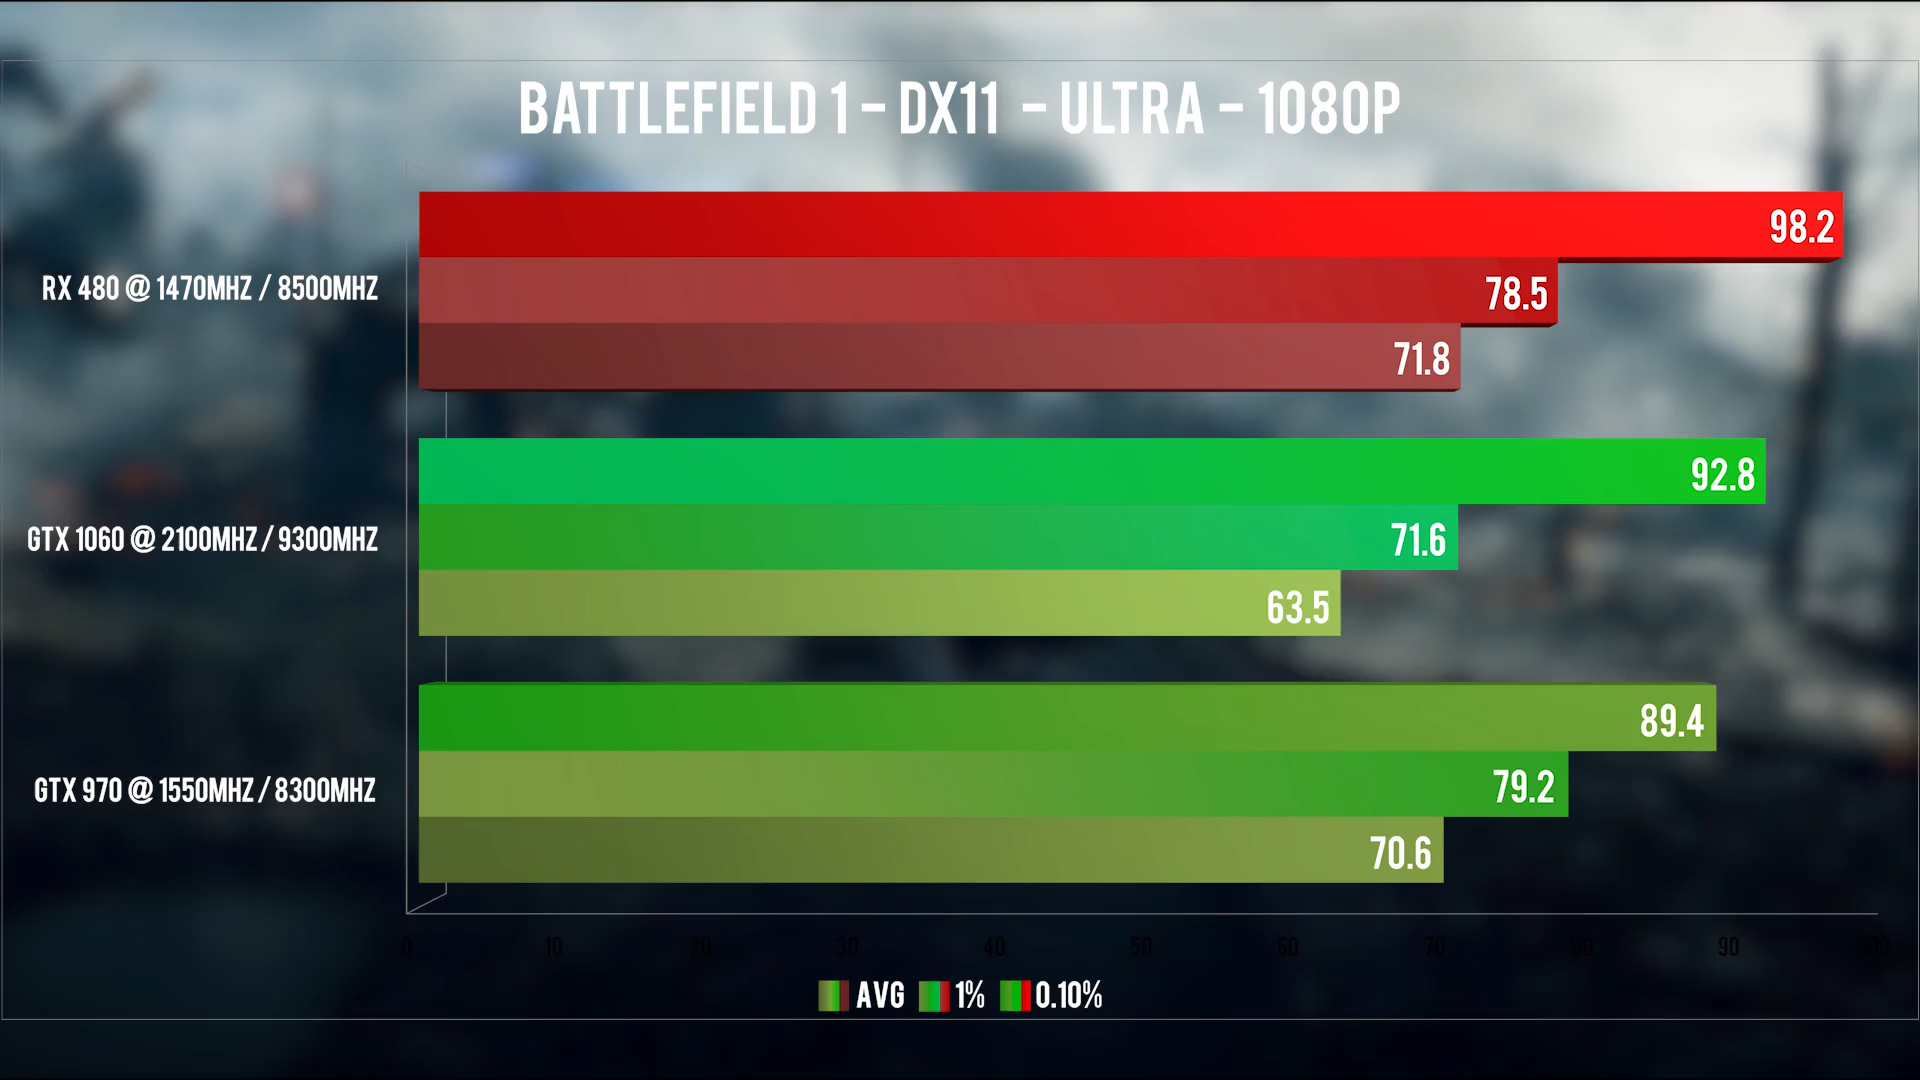 BATTLEFIELD 1 - DX11 - ULTRA - 1080P
98.2
RX 480 @ 1470MHZ / 8500MHZ
78.5
71.8
92.8
GTX 1060 @ 2100MHZ / 9300MHZ
71.6
63.5
89.4
GTX 970 @ 1550MHZ / 8300MHZ
79.2
70.6
0 10 20 30 40 50 60 70 80 90 100
AVG 1% 0.10%